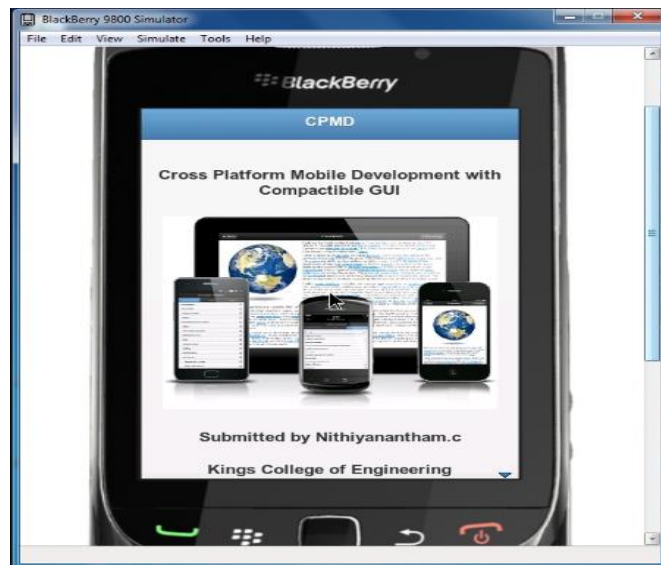 BlackBerry 9800 Simulator
File Edit View Simulate Tools Help
BlackBerry
CPMD
Cross Platform Mobile Development with
Compactible GUI
Submitted by Nithiyanantham.c
Kings College of Engineering